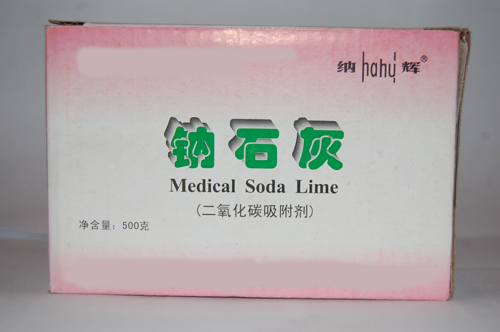 纳 hahy 辉®
钠石灰
Medical Soda Lime
(二氧化碳吸附剂)
净含量：500克